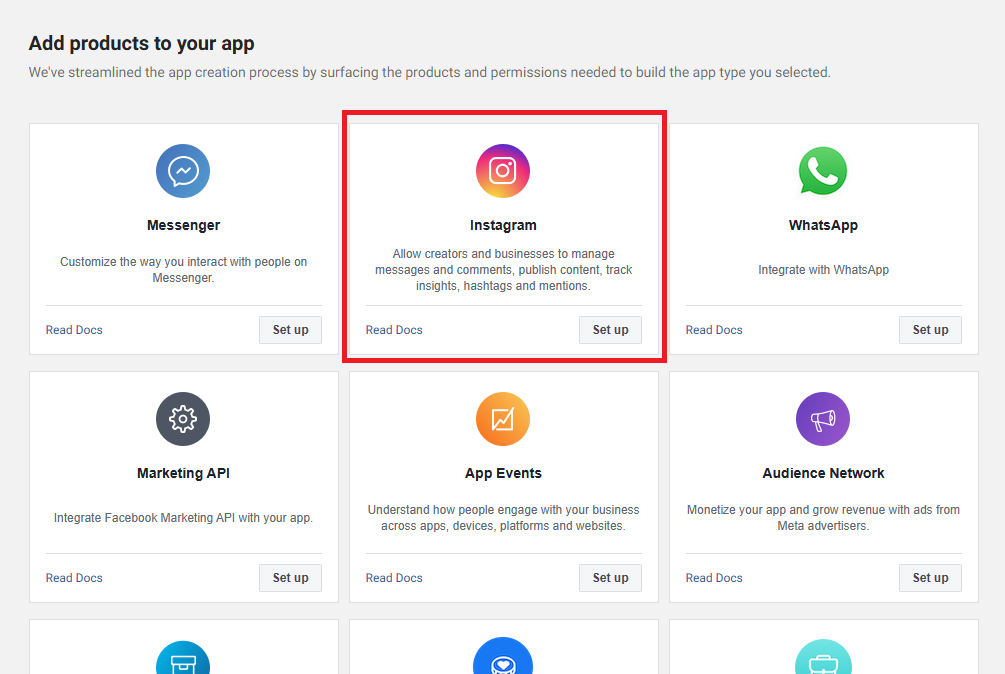 Add products to your app
We've streamlined the app creation process by surfacing the products and permissions needed to build the app type you selected.
Messenger
Customize the way you interact with people on
Messenger.
Read Docs
Set up
Instagram
Allow creators and businesses to manage
messages and comments, publish content, track
insights, hashtags and mentions.
Read Docs
Set up
WhatsApp
Integrate with WhatsApp
Read Docs
Set up
Marketing API
Integrate Facebook Marketing API with your app.
Read Docs
Set up
App Events
Understand how people engage with your business
across apps, devices, platforms and websites.
Read Docs
Set up
Audience Network
Monetize your app and grow revenue with ads from
Meta advertisers.
Read Docs
Set up